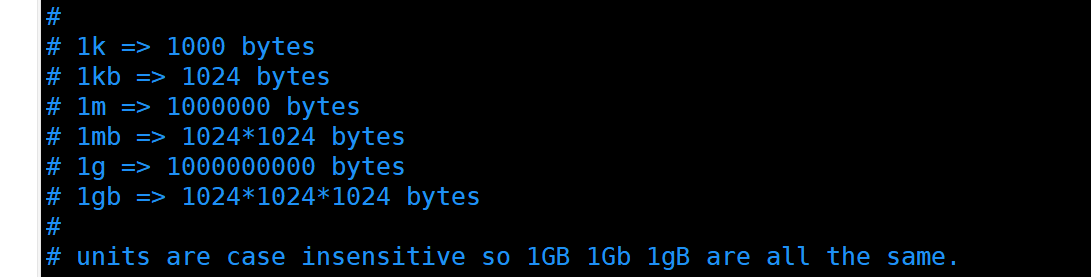 #
# 1k => 1000 bytes
# 1kb => 1024 bytes
# 1m => 1000000 bytes
# 1mb => 1024*1024 bytes
# 1g => 1000000000 bytes
# 1gb => 1024*1024*1024 bytes
#
# units are case insensitive so 1GB 1Gb 1gB are all the same.